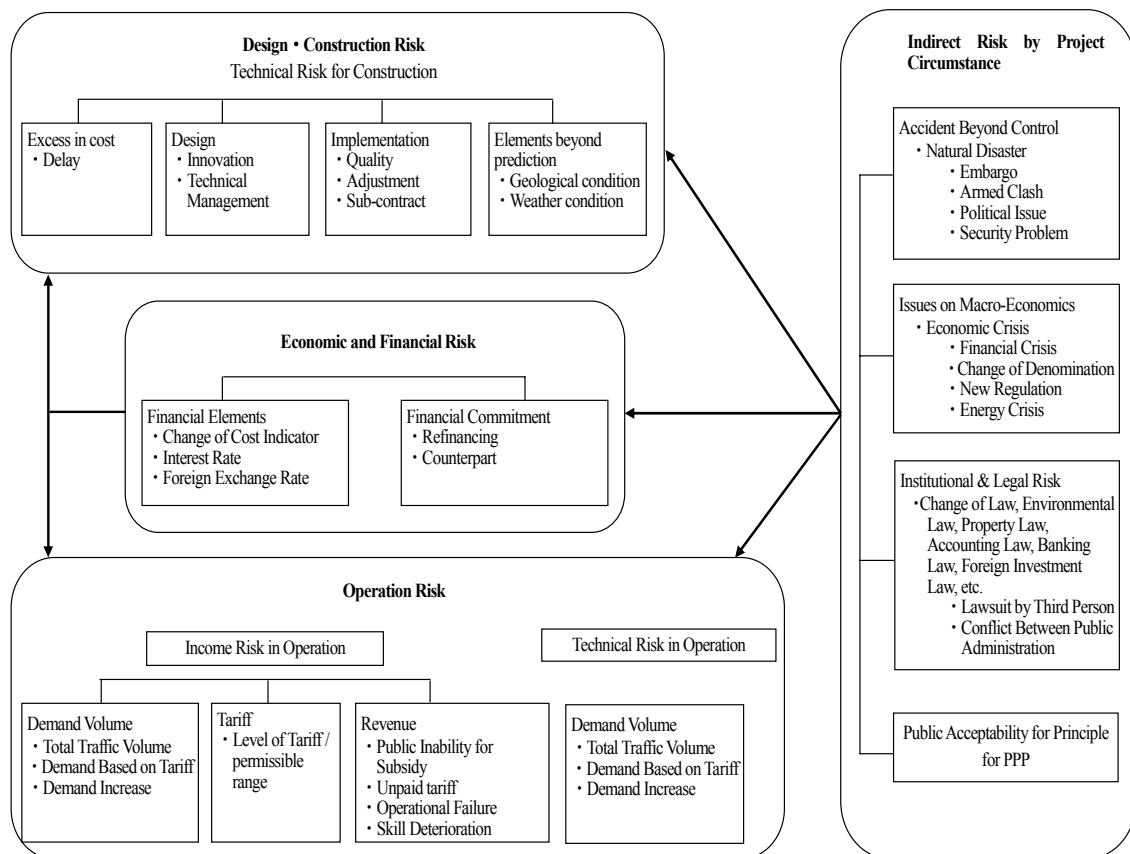 Design・Construction Risk
Technical Risk for Construction
Excess in cost
・Delay
Design
・Innovation
・Technical
Management
Implementation
・Quality
・Adjustment
・Sub-contract
Elements beyond
prediction
・Geological condition
・Weather condition
Economic and Financial Risk
Financial Elements
・Change of Cost Indicator
・Interest Rate
・Foreign Exchange Rate
Financial Commitment
・Refinancing
・Counterpart
Operation Risk
Income Risk in Operation
Technical Risk in Operation
Demand Volume
・Total Traffic Volume
・Demand Based on Tariff
・Demand Increase
Tariff
・Level of Tariff /
permissible
range
Revenue
・Public Inability for
Subsidy
・Unpaid tariff
・Operational Failure
・Skill Deterioration
Demand Volume
・Total Traffic Volume
・Demand Based on Tariff
・Demand Increase
Indirect Risk by Project
Circumstance
Accident Beyond Control
・Natural Disaster
・Embargo
・Armed Clash
・Political Issue
・Security Problem
Issues on Macro-Economics
・Economic Crisis
・Financial Crisis
・Change of Denomination
・New Regulation
・Energy Crisis
Institutional & Legal Risk
・Change of Law, Environmental
Law, Property Law,
Accounting Law, Banking
Law, Foreign Investment
Law, etc.
・Lawsuit by Third Person
・Conflict Between Public
Administration
Public Acceptability for Principle
for PPP